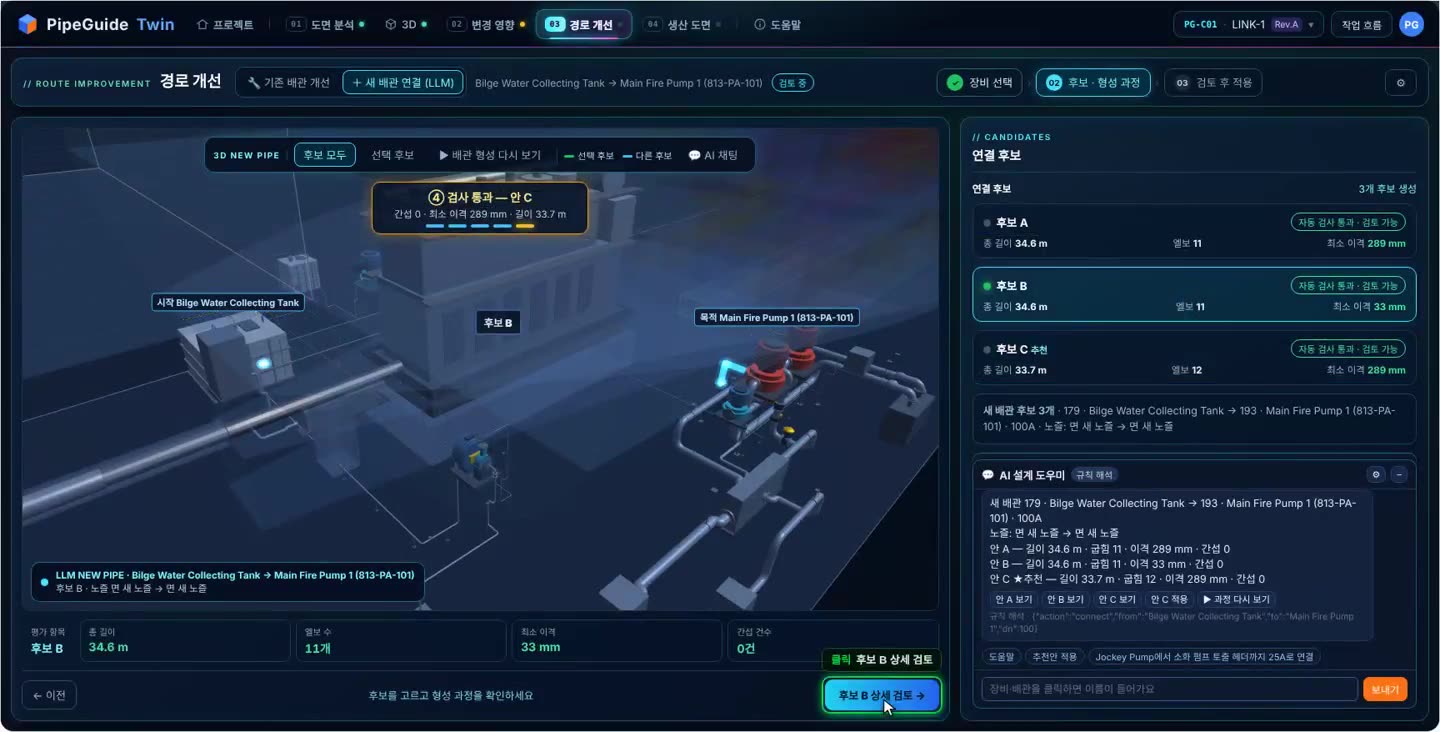 PipeGuide Twin
프로젝트
01 도면 분석
3D
02 변경 영향
03 경로 개선
04 생산 도면
도움말
PG-C01 · LINK-1 Rev.A ▾
작업 흐름
PG
// ROUTE IMPROVEMENT 경로 개선
기존 배관 개선
+ 새 배관 연결 (LLM)
Bilge Water Collecting Tank → Main Fire Pump 1 (813-PA-101)
검토 중
장비 선택
02 후보 · 형성 과정
03 검토 후 적용
3D NEW PIPE
후보 모두
선택 후보
▶ 배관 형성 다시 보기
선택 후보
다른 후보
AI 채팅
④ 검사 통과 — 안 C
간섭 0 · 최소 이격 289 mm · 길이 33.7 m
시작 Bilge Water Collecting Tank
후보 B
목적 Main Fire Pump 1 (813-PA-101)
LLM NEW PIPE · Bilge Water Collecting Tank → Main Fire Pump 1 (813-PA-101)
후보 B · 노즐 면 새 노즐 → 면 새 노즐
평가 항목
후보 B
총 길이
34.6 m
엘보 수
11개
최소 이격
33 mm
간섭 건수
0건
클릭 후보 B 상세 검토
← 이전
후보를 고르고 형성 과정을 확인하세요
후보 B 상세 검토 →
// CANDIDATES
연결 후보
연결 후보
3개 후보 생성
후보 A
자동 검사 통과 · 검토 가능
총 길이 34.6 m
엘보 11
최소 이격 289 mm
후보 B
자동 검사 통과 · 검토 가능
총 길이 34.6 m
엘보 11
최소 이격 33 mm
후보 C 추천
자동 검사 통과 · 검토 가능
총 길이 33.7 m
엘보 12
최소 이격 289 mm
새 배관 후보 3개 · 179 · Bilge Water Collecting Tank → 193 · Main Fire Pump 1 (813-PA-
101) · 100A · 노즐: 면 새 노즐 → 면 새 노즐
AI 설계 도우미
규칙 해석
새 배관 179 · Bilge Water Collecting Tank → 193 · Main Fire Pump 1 (813-PA-
101) · 100A
노즐: 면 새 노즐 → 면 새 노즐
안 A — 길이 34.6 m · 굽힘 11 · 이격 289 mm · 간섭 0
안 B — 길이 34.6 m · 굽힘 11 · 이격 33 mm · 간섭 0
안 C ★추천 — 길이 33.7 m · 굽힘 12 · 이격 289 mm · 간섭 0
안 A 보기
안 B 보기
안 C 보기
안 C 적용
▶ 과정 다시 보기
규칙 해석 · {"action":"connect","from":"Bilge Water Collecting Tank","to":"Main Fire Pump
1","dn":100}
도움말
추천안 적용
Jockey Pump에서 소화 펌프 토출 헤더까지 25A로 연결
장비·배관을 클릭하면 이름이 들어가요
보내기